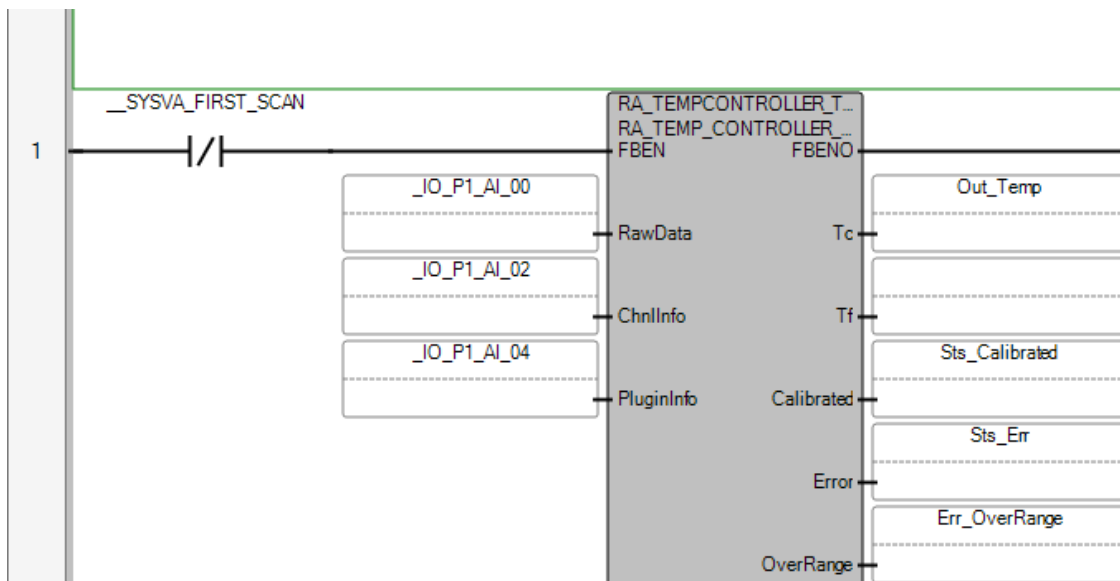 __SYSVA_FIRST_SCAN
RA_TEMPCONTROLLER_T...
RA_TEMP_CONTROLLER_...
1
FBEN FBENO
_IO_P1_AI_00
Out_Temp
RawData Tc
_IO_P1_AI_02
ChnlInfo Tf
_IO_P1_AI_04
Sts_Calibrated
PluginInfo Calibrated
Sts_Err
Error
Err_OverRange
OverRange